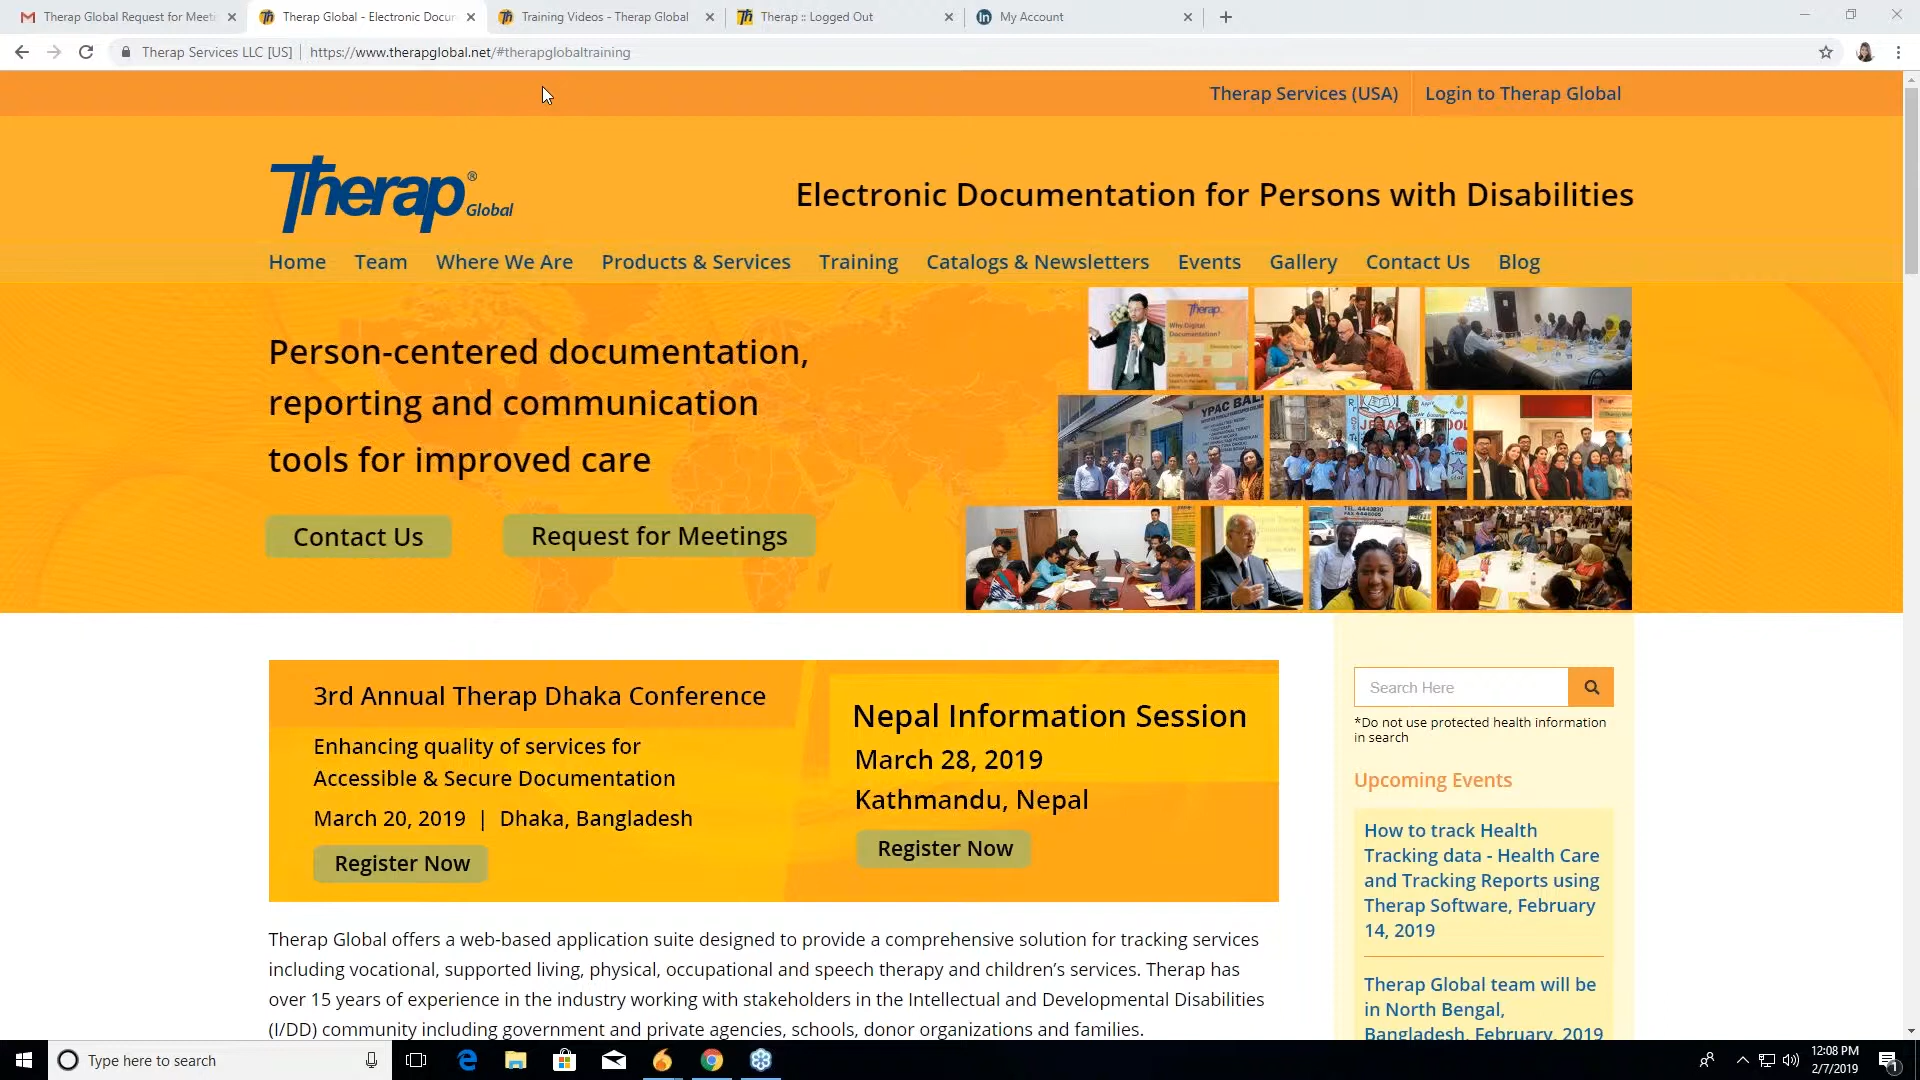 Therap Global Request for Meeti
Therap Global - Electronic Docum
Training Videos - Therap Global
Therap :: Logged Out
My Account
Therap Services LLC [US] | https://www.therapglobal.net/#therapglobaltraining
Therap Services (USA)
Login to Therap Global
Therap® Global
Electronic Documentation for Persons with Disabilities
Home Team Where We Are Products & Services Training Catalogs & Newsletters Events Gallery Contact Us Blog
Person-centered documentation,
reporting and communication
tools for improved care
Contact Us
Request for Meetings
Therap
Why Digital
Documentation?
YPAC BALI
TEL. 4443930
3rd Annual Therap Dhaka Conference
Enhancing quality of services for
Accessible & Secure Documentation
March 20, 2019 | Dhaka, Bangladesh
Register Now
Nepal Information Session
March 28, 2019
Kathmandu, Nepal
Register Now
Search Here
*Do not use protected health information
in search
Upcoming Events
How to track Health
Tracking data - Health Care
and Tracking Reports using
Therap Software, February
14, 2019
Therap Global team will be
in North Bengal,
Bangladesh, February, 2019
Therap Global offers a web-based application suite designed to provide a comprehensive solution for tracking services
including vocational, supported living, physical, occupational and speech therapy and children’s services. Therap has
over 15 years of experience in the industry working with stakeholders in the Intellectual and Developmental Disabilities
(I/DD) community including government and private agencies, schools, donor organizations and families.
Type here to search
12:08 PM
2/7/2019
1